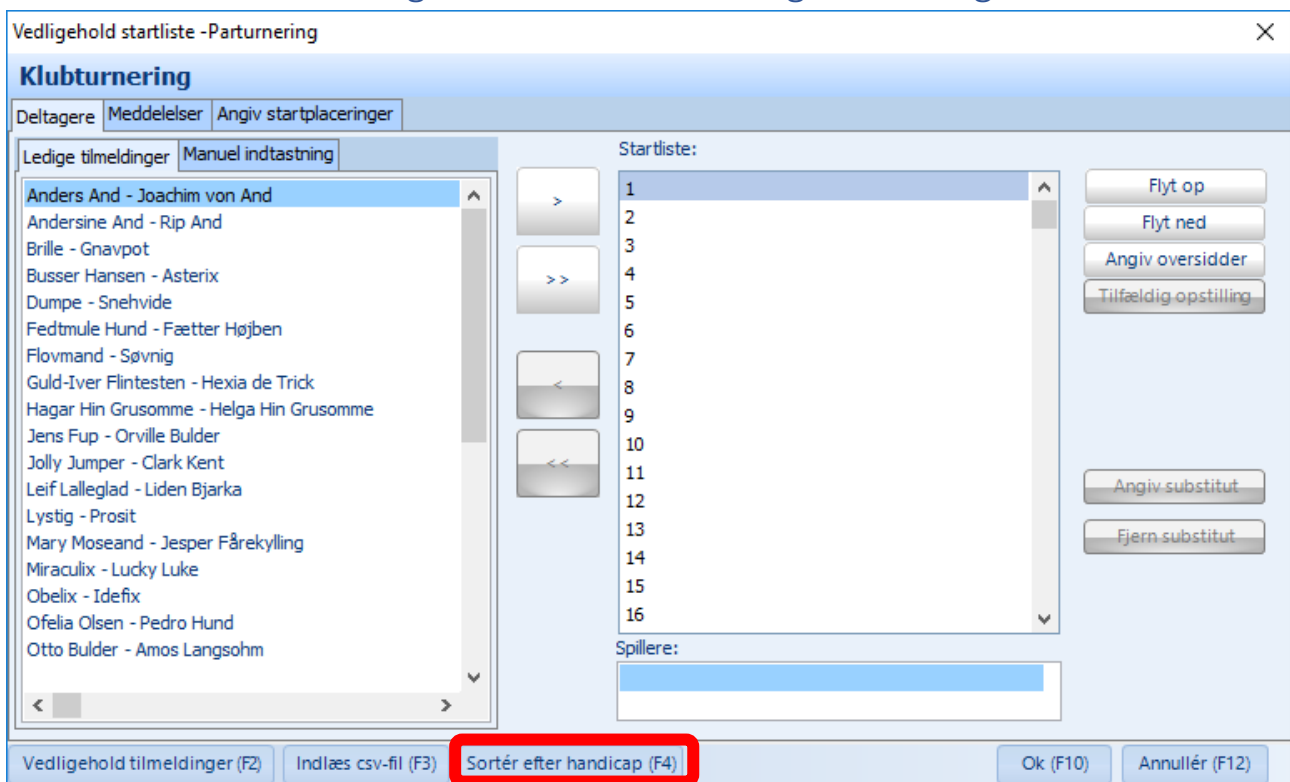 Vedligehold startliste -Parturnering
Klubturnering
Deltagere Meddelelser Angiv startplaceringer
Ledige tilmeldinger Manuel indtastning
Anders And - Joachim von And
Andersine And - Rip And
Brille - Gnavpot
Busser Hansen - Asterix
Dumpe - Snehvide
Fedtmule Hund - Fætter Højben
Flovmand - Søvnig
Guld-Iver Flintesten - Hexia de Trick
Hagar Hin Grusomme - Helga Hin Grusomme
Jens Fup - Orville Bulder
Jolly Jumper - Clark Kent
Leif Lalleglad - Liden Bjarka
Lystig - Prosit
Mary Moseand - Jesper Fårekylling
Miraculix - Lucky Luke
Obelix - Idefix
Ofelia Olsen - Pedro Hund
Otto Bulder - Amos Langsohm
>
>>
<
<<
Startliste:
1
2
3
4
5
6
7
8
9
10
11
12
13
14
15
16
Spillere:
Flyt op
Flyt ned
Angiv oversidder
Tilfældig opstilling
Angiv substitut
Fjern substitut
Vedligehold tilmeldinger (F2) Indlæs csv-fil (F3) Sortér efter handicap (F4) Ok (F10) Annullér (F12)